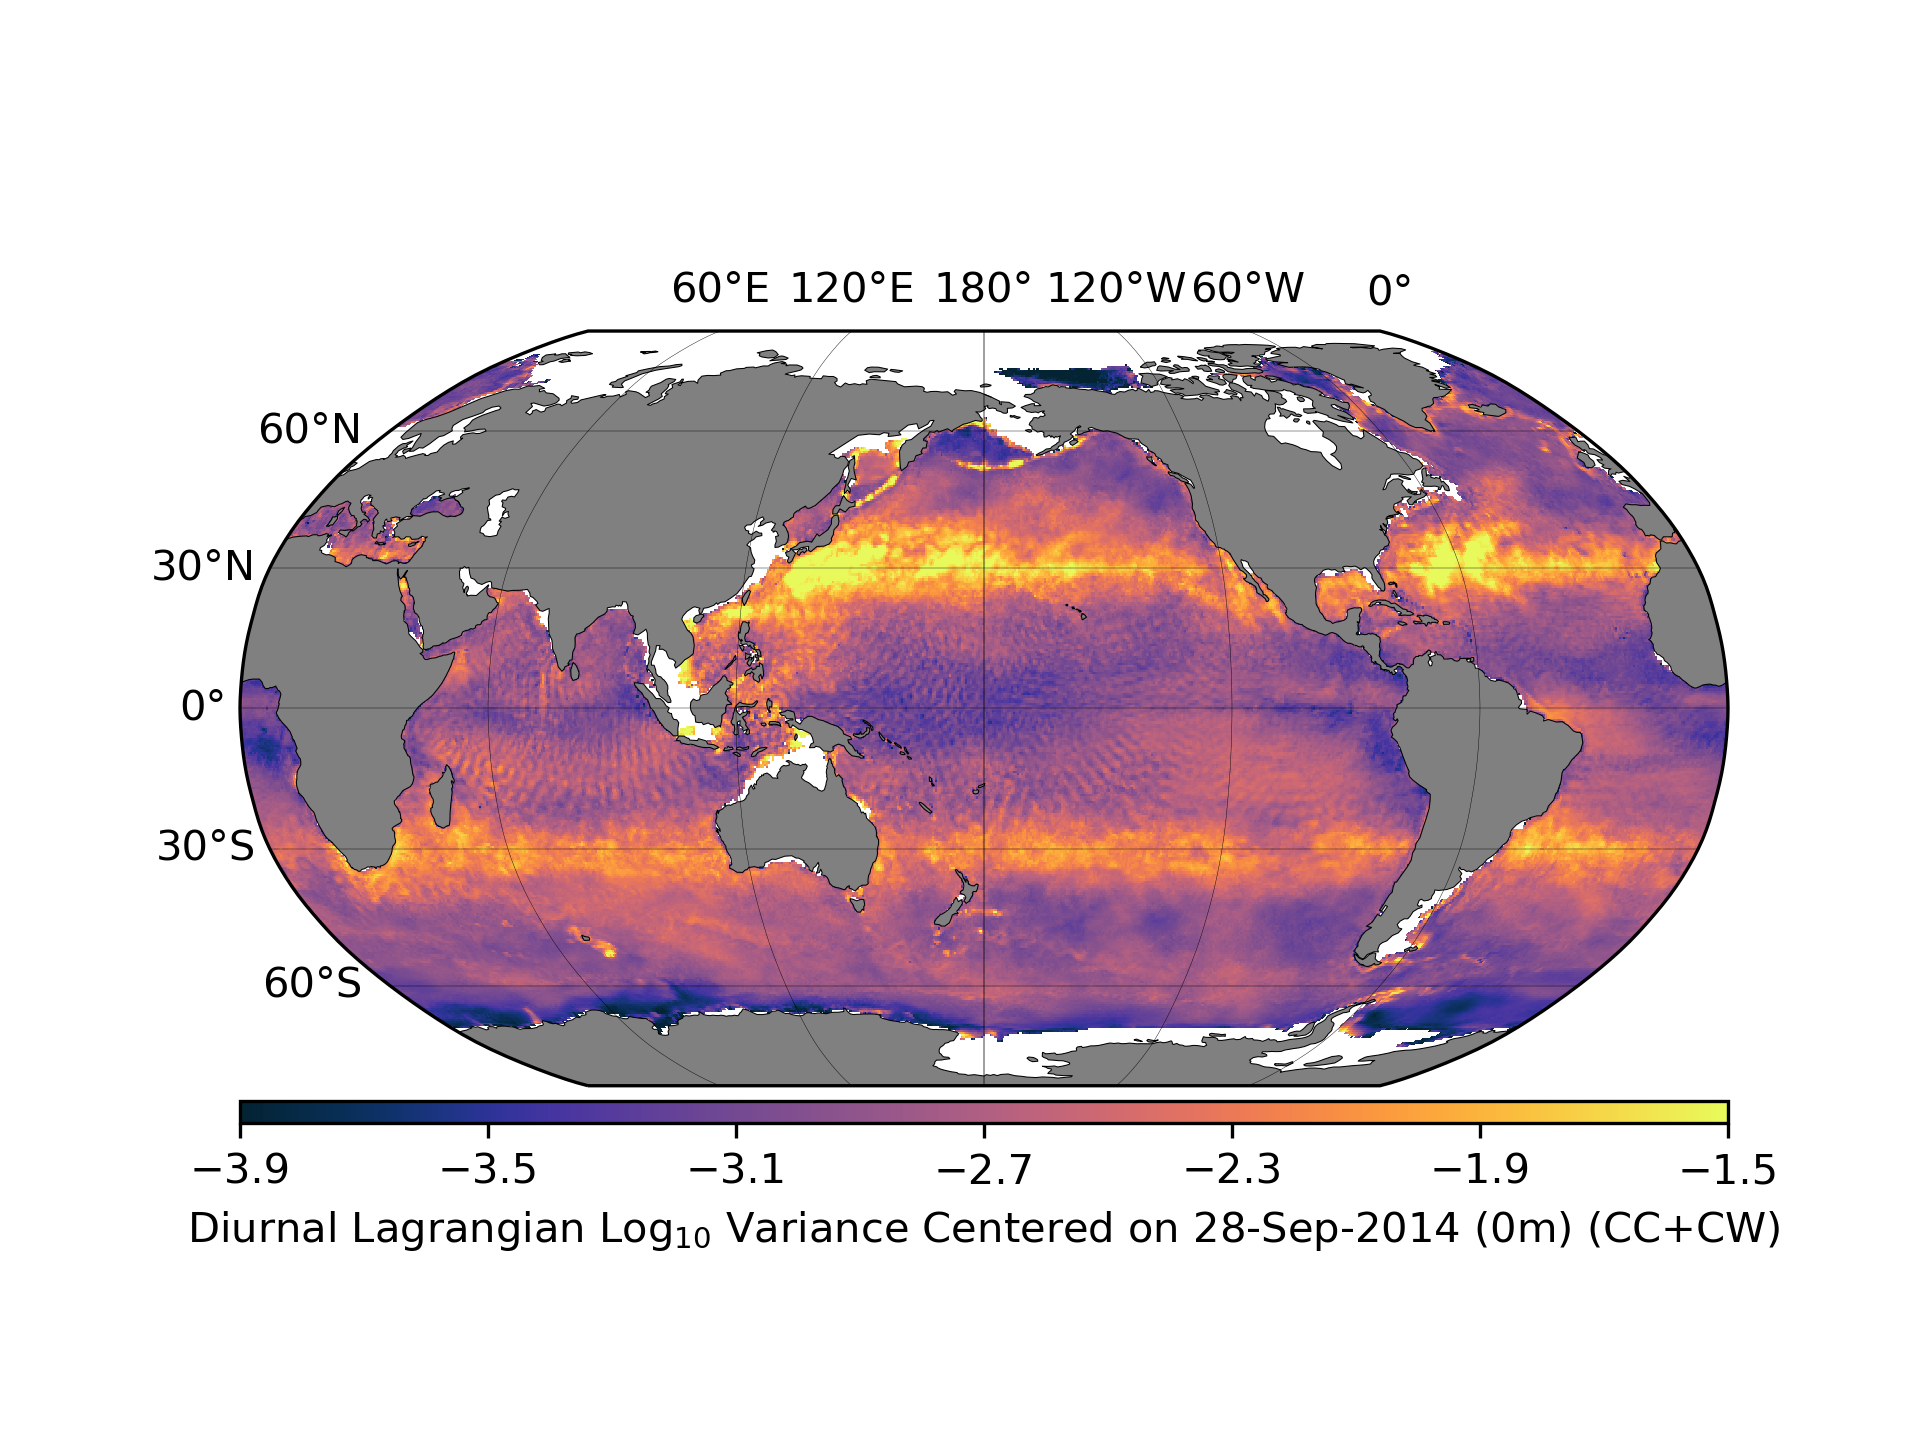 60°E 120°E 180° 120°W 60°W 0°
60°N
30°N
0°
30°S
60°S
−3.9 −3.5 −3.1 −2.7 −2.3 −1.9 −1.5
Diurnal Lagrangian Log₁₀ Variance Centered on 28-Sep-2014 (0m) (CC+CW)